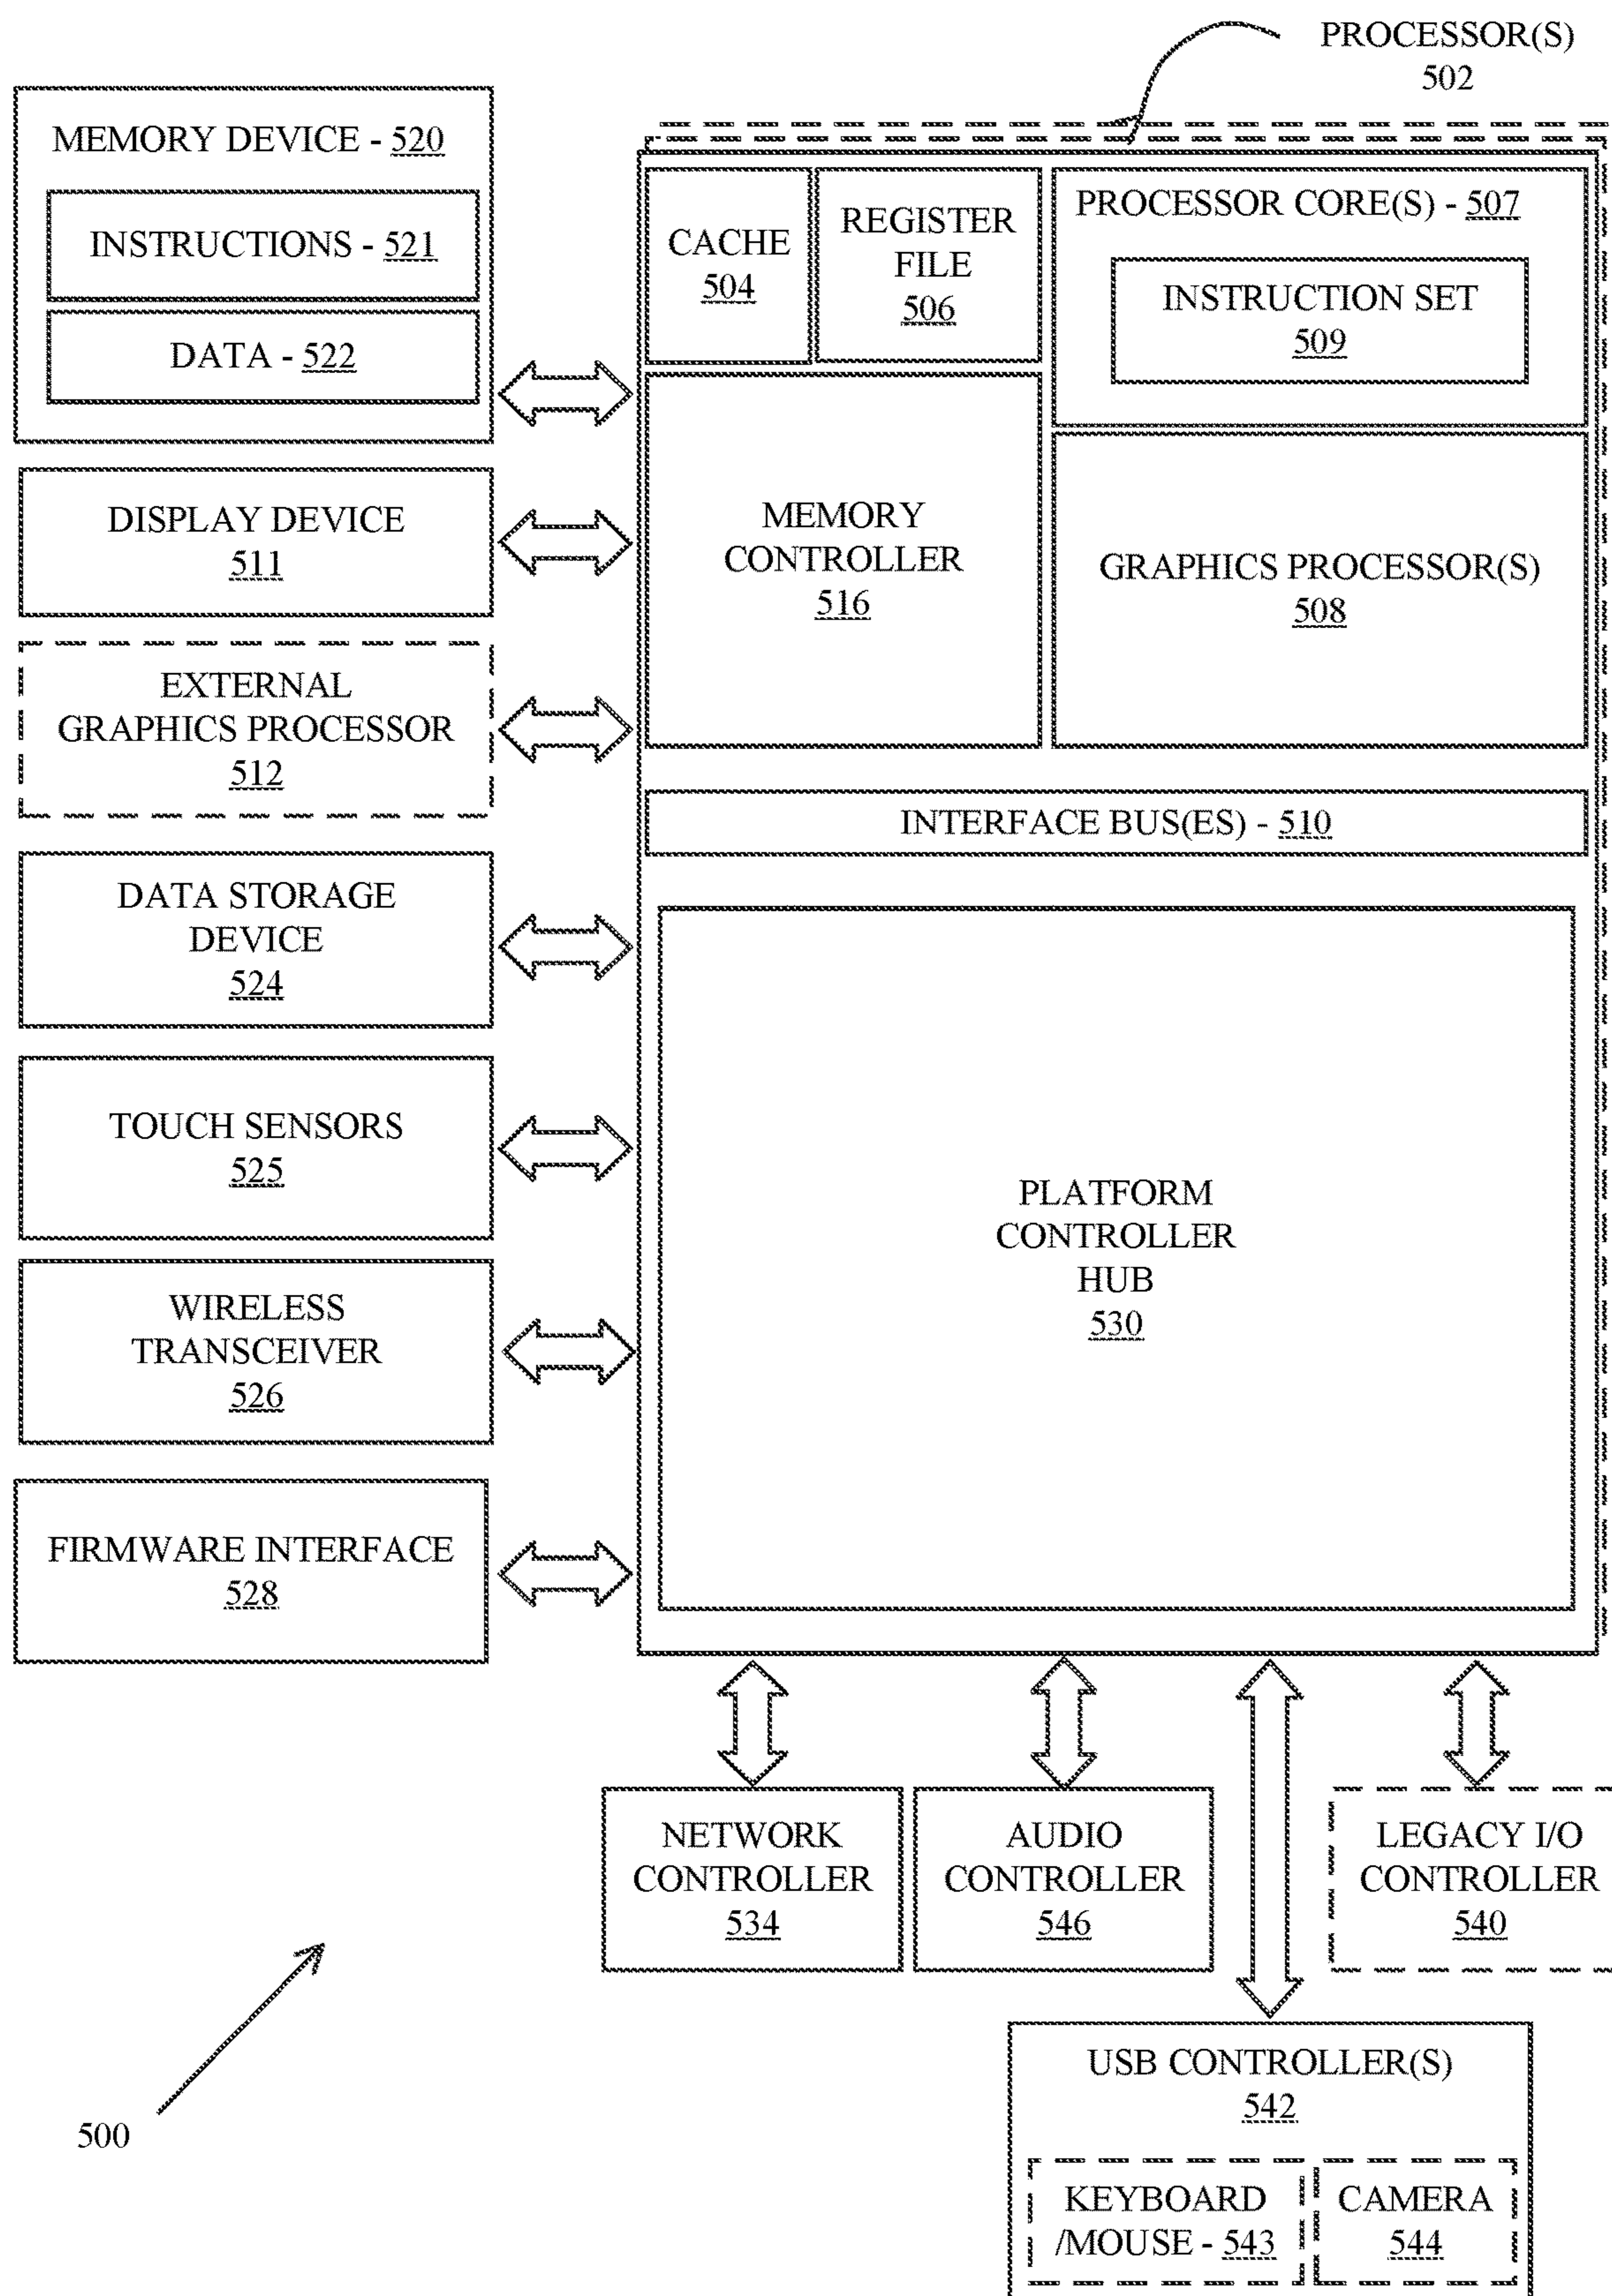 PROCESSOR(S)
502
MEMORY DEVICE - 520
INSTRUCTIONS - 521
DATA - 522
CACHE
504
REGISTER
FILE
506
PROCESSOR CORE(S) - 507
INSTRUCTION SET
509
DISPLAY DEVICE
511
MEMORY
CONTROLLER
516
GRAPHICS PROCESSOR(S)
508
EXTERNAL
GRAPHICS PROCESSOR
512
INTERFACE BUS(ES) - 510
DATA STORAGE
DEVICE
524
TOUCH SENSORS
525
PLATFORM
CONTROLLER
HUB
530
WIRELESS
TRANSCEIVER
526
FIRMWARE INTERFACE
528
NETWORK
CONTROLLER
534
AUDIO
CONTROLLER
546
LEGACY I/O
CONTROLLER
540
USB CONTROLLER(S)
542
500
KEYBOARD
/MOUSE - 543
CAMERA
544